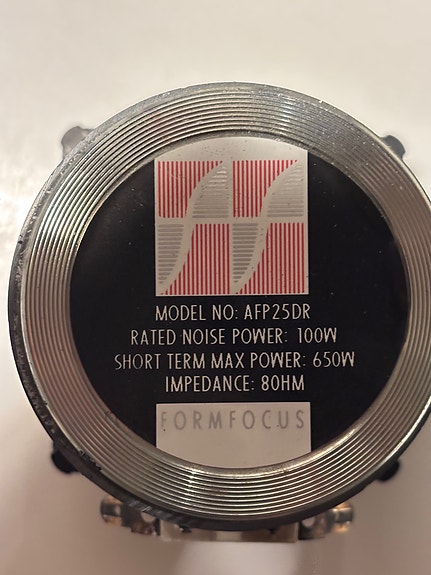 MODEL NO: AFP25DR
RATED NOISE POWER: 100W
SHORT TERM MAX POWER: 650W
IMPEDANCE: 8OHM
FORMFOCUS